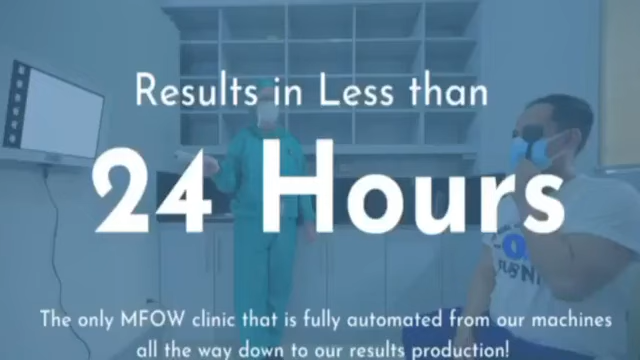 Results in Less than
24 Hours
The only MFOW clinic that is fully automated from our machines
all the way down to our results production!